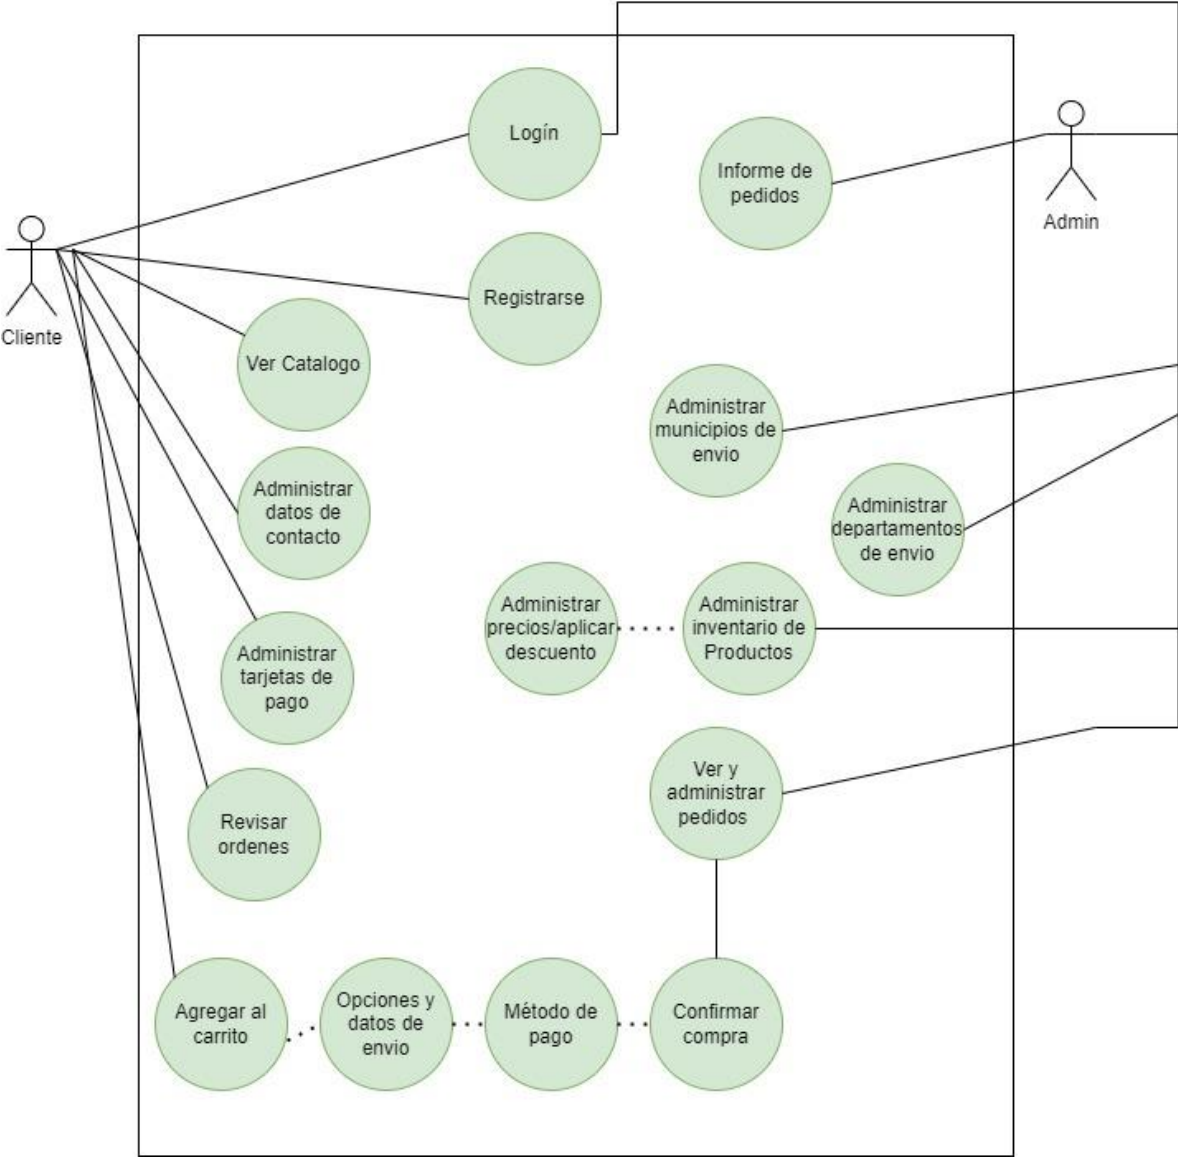 Logín
Informe de
pedidos
Admin
Registrarse
Cliente
Ver Catalogo
Administrar
municipios de
envio
Administrar
datos de
contacto
Administrar
departamentos
de envio
Administrar
precios/aplicar
descuento
Administrar
inventario de
Productos
Administrar
tarjetas de
pago
Ver y
administrar
pedidos
Revisar
ordenes
Agregar al
carrito
Opciones y
datos de
envio
Método de
pago
Confirmar
compra